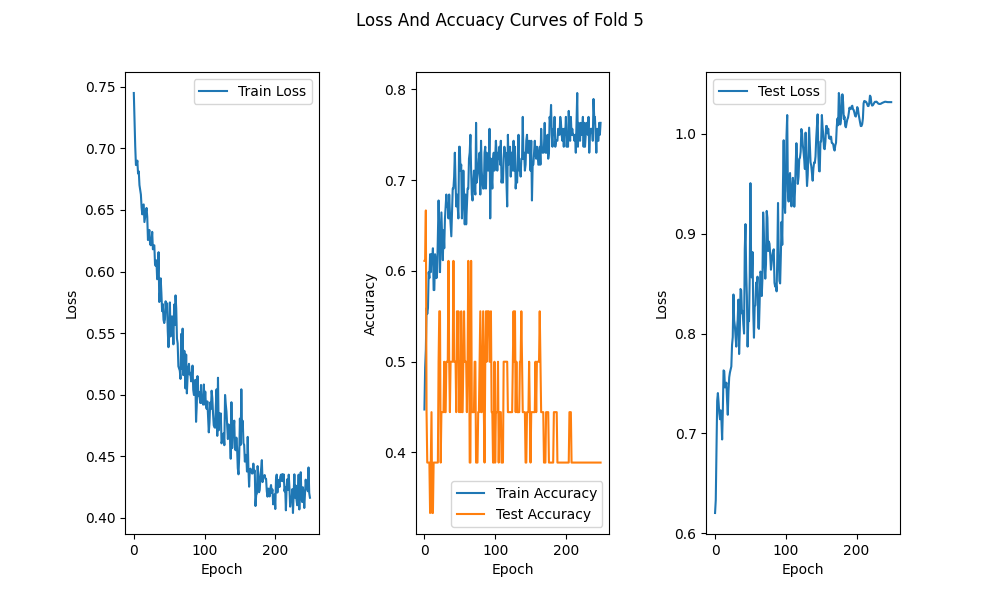 Loss And Accuacy Curves of Fold 5
Train Loss
0.75
0.70
0.65
0.60
0.55
0.50
0.45
0.40
Loss
0
100
200
Epoch
0.8
0.7
0.6
0.5
0.4
Accuracy
Train Accuracy
Test Accuracy
0
100
200
Epoch
Test Loss
1.0
0.9
0.8
0.7
0.6
Loss
0
100
200
Epoch